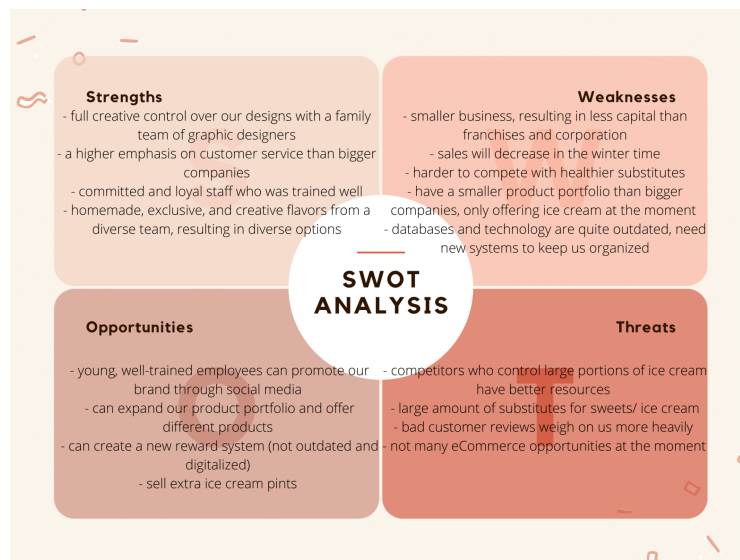 Strengths
- full creative control over our designs with a family
team of graphic designers
- a higher emphasis on customer service than bigger
companies
- committed and loyal staff who was trained well
- homemade, exclusive, and creative flavors from a
diverse team, resulting in diverse options
S
Weaknesses
- smaller business, resulting in less capital than
franchises and corporation
- sales will decrease in the winter time
- harder to compete with healthier substitutes
- have a smaller product portfolio than bigger
companies, only offering ice cream at the moment
- databases and technology are quite outdated, need
new systems to keep us organized
W
SWOT
ANALYSIS
Opportunities
- young, well-trained employees can promote our
brand through social media
- can expand our product portfolio and offer
different products
- can create a new reward system (not outdated and
digitalized)
- sell extra ice cream pints
O
Threats
- competitors who control large portions of ice cream
have better resources
- large amount of substitutes for sweets/ ice cream
- bad customer reviews weigh on us more heavily
- not many eCommerce opportunities at the moment
T